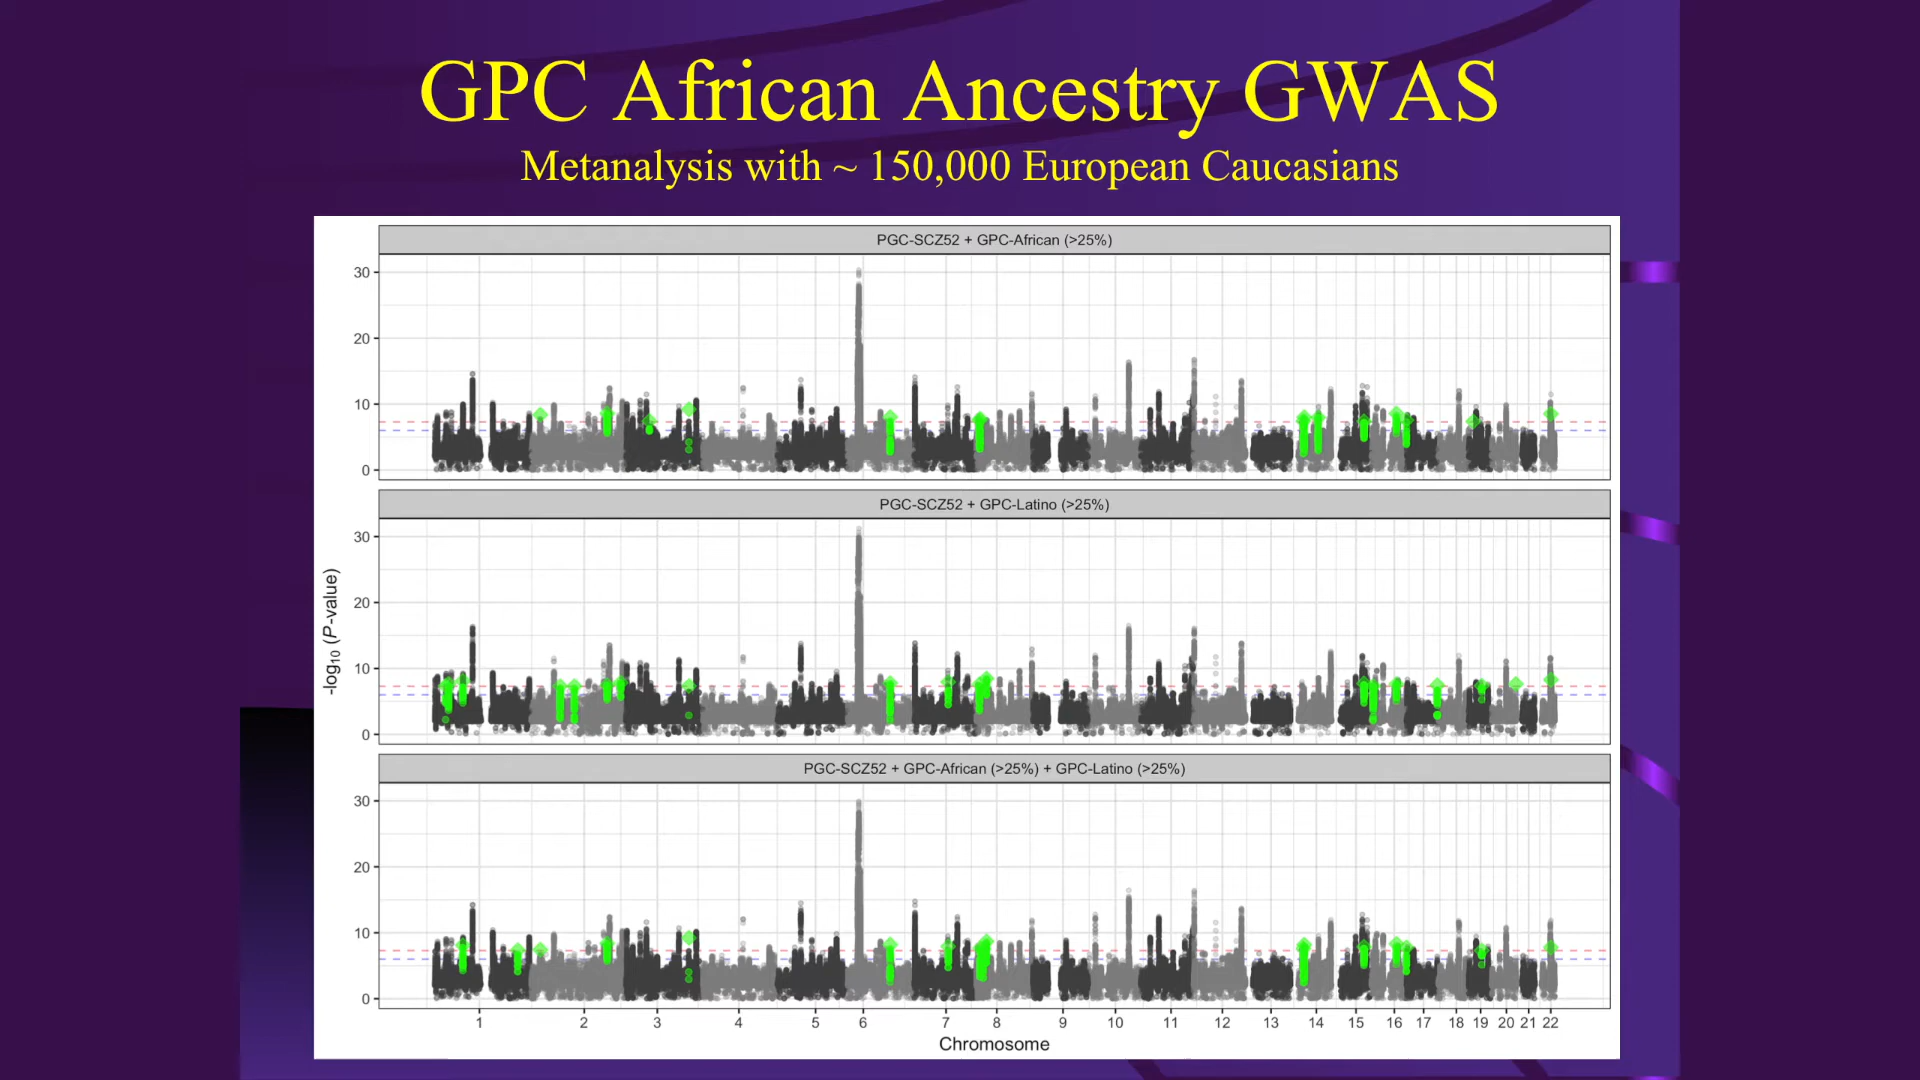 GPC African Ancestry GWAS
Metanalysis with ~ 150,000 European Caucasians
PGC-SCZ52 + GPC-African (>25%)
30
20
10
0
PGC-SCZ52 + GPC-Latino (>25%)
30
20
10
0
-log10 (P-value)
PGC-SCZ52 + GPC-African (>25%) + GPC-Latino (>25%)
30
20
10
0
1 2 3 4 5 6 7 8 9 10 11 12 13 14 15 16 17 18 19 20 21 22
Chromosome